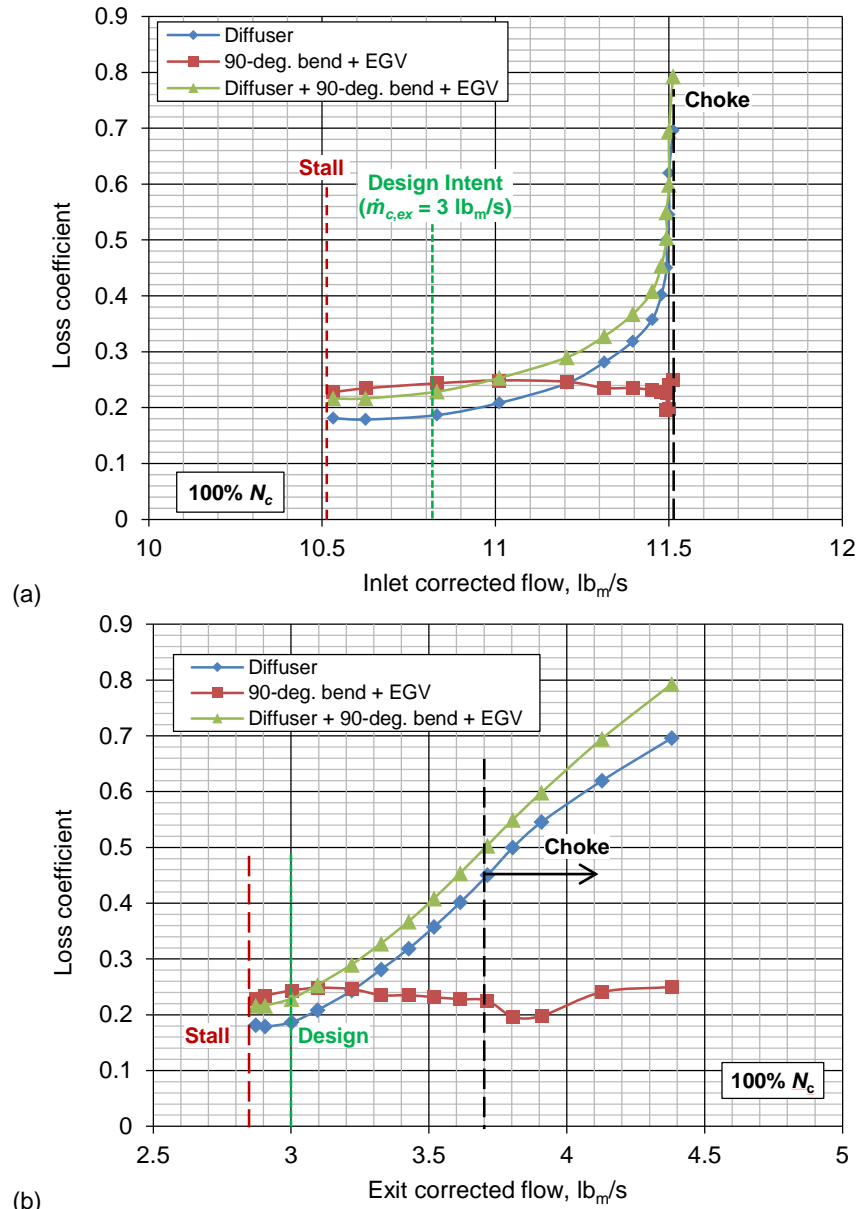 0.9
Diffuser
90-deg. bend + EGV
Diffuser + 90-deg. bend + EGV
0.8
Choke
0.7
Stall
Design Intent
(ṁc,ex = 3 lbm/s)
0.6
0.5
0.4
0.3
0.2
0.1
0
Loss coefficient
100% Nc
10 10.5 11 11.5 12
Inlet corrected flow, lbm/s
(a)
0.9
Diffuser
90-deg. bend + EGV
Diffuser + 90-deg. bend + EGV
0.8
0.7
0.6
0.5
Choke
0.4
0.3
0.2
Stall
Design
0.1
0
Loss coefficient
100% Nc
2.5 3 3.5 4 4.5 5
Exit corrected flow, lbm/s
(b)